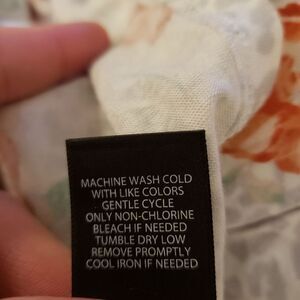 MACHINE WASH COLD
WITH LIKE COLORS
GENTLE CYCLE
ONLY NON-CHLORINE
BLEACH IF NEEDED
TUMBLE DRY LOW
REMOVE PROMPTLY
COOL IRON IF NEEDED